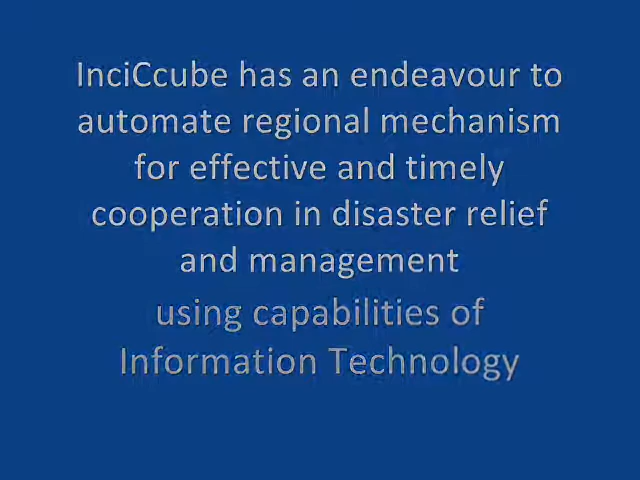 InciCcube has an endeavour to
automate regional mechanism
for effective and timely
cooperation in disaster relief
and management
using capabilities of
Information Technology